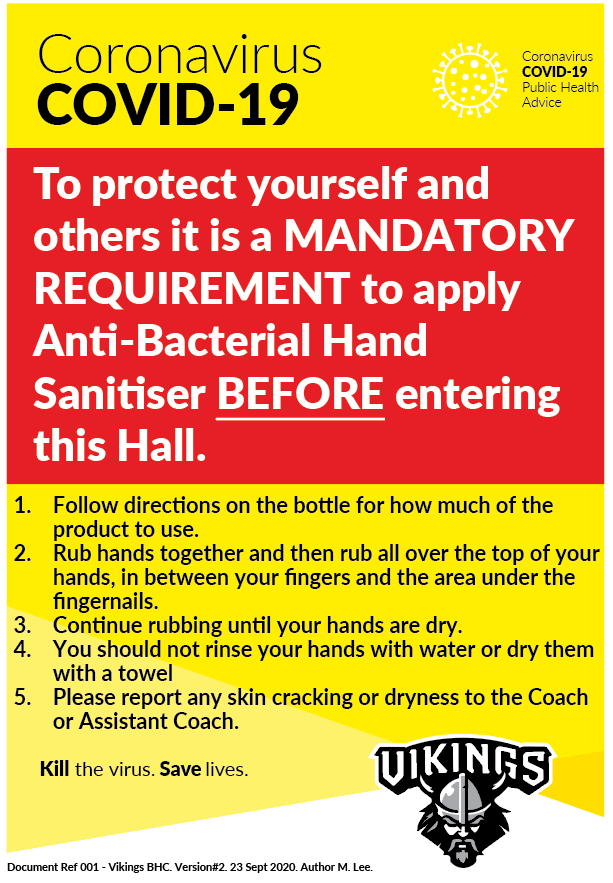 Coronavirus
COVID-19
Coronavirus
COVID-19
Public Health
Advice
To protect yourself and
others it is a MANDATORY
REQUIREMENT to apply
Anti-Bacterial Hand
Sanitiser BEFORE entering
this Hall.
1. Follow directions on the bottle for how much of the
product to use.
2. Rub hands together and then rub all over the top of your
hands, in between your fingers and the area under the
fingernails.
3. Continue rubbing until your hands are dry.
4. You should not rinse your hands with water or dry them
with a towel
5. Please report any skin cracking or dryness to the Coach
or Assistant Coach.
Kill the virus. Save lives.
VIKINGS
Document Ref 001 - Vikings BHC. Version#2. 23 Sept 2020. Author M. Lee.